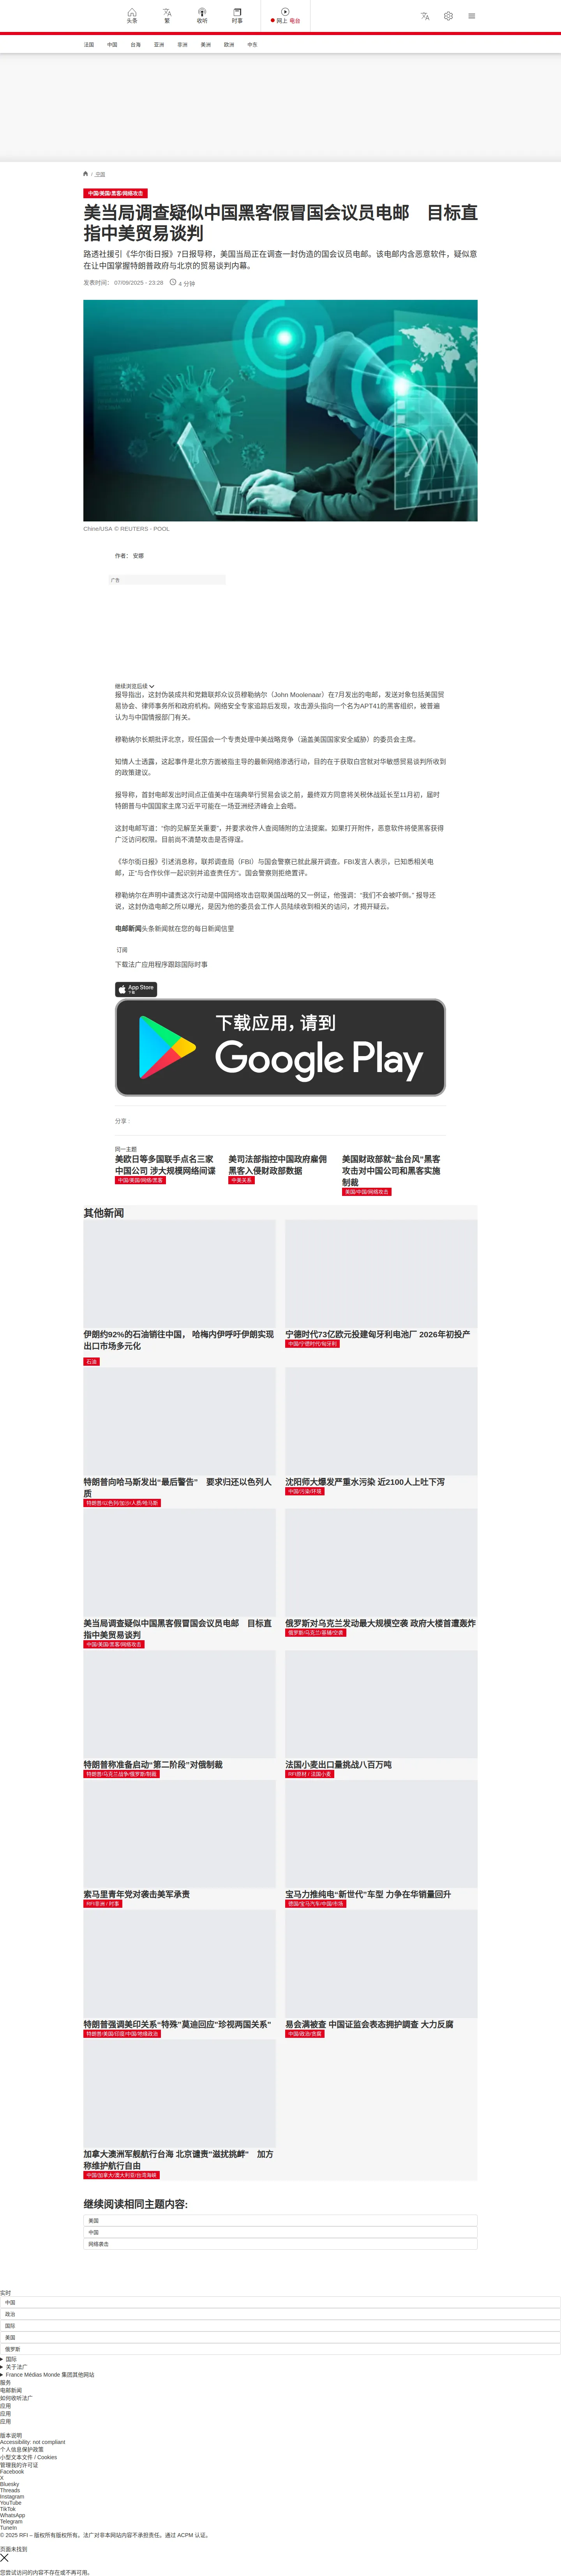 头条
繁
收听
时事
网上 电台
法国
中国
台海
亚洲
非洲
美洲
欧洲
中东
/ 中国
中国/美国/黑客/网络攻击
美当局调查疑似中国黑客假冒国会议员电邮　目标直
指中美贸易谈判
路透社援引《华尔街日报》7日报导称，美国当局正在调查一封伪造的国会议员电邮。该电邮内含恶意软件，疑似意
在让中国掌握特朗普政府与北京的贸易谈判内幕。
发表时间： 07/09/2025 - 23:28
4 分钟
Chine/USA © REUTERS - POOL
作者： 安娜
广告
继续浏览后续
报导指出，这封伪装成共和党籍联邦众议员穆勒纳尔（John Moolenaar）在7月发出的电邮，发送对象包括美国贸
易协会、律师事务所和政府机构。网络安全专家追踪后发现，攻击源头指向一个名为APT41的黑客组织，被普遍
认为与中国情报部门有关。
穆勒纳尔长期批评北京，现任国会一个专责处理中美战略竞争（涵盖美国国家安全威胁）的委员会主席。
知情人士透露，这起事件是北京方面被指主导的最新网络渗透行动，目的在于获取白宫就对华敏感贸易谈判所收到
的政策建议。
报导称，首封电邮发出时间点正值美中在瑞典举行贸易会谈之前，最终双方同意将关税休战延长至11月初，届时
特朗普与中国国家主席习近平可能在一场亚洲经济峰会上会晤。
这封电邮写道：“你的见解至关重要”，并要求收件人查阅随附的立法提案。如果打开附件，恶意软件将使黑客获得
广泛访问权限。目前尚不清楚攻击是否得逞。
《华尔街日报》引述消息称，联邦调查局（FBI）与国会警察已就此展开调查。FBI发言人表示，已知悉相关电
邮，正“与合作伙伴一起识别并追查责任方”。国会警察则拒绝置评。
穆勒纳尔在声明中谴责这次行动是中国网络攻击窃取美国战略的又一例证，他强调：“我们不会被吓倒。” 报导还
说，这封伪造电邮之所以曝光，是因为他的委员会工作人员陆续收到相关的诘问，才揭开疑云。
电邮新闻头条新闻就在您的每日新闻信里
订阅
下载法广应用程序跟踪国际时事
App Store
下载
下载应用，请到
Google Play
分享 :
同一主题
美欧日等多国联手点名三家
中国公司 涉大规模网络间谍
中国/美国/网络/黑客
美司法部指控中国政府雇佣
黑客入侵财政部数据
中美关系
美国财政部就“盐台风”黑客
攻击对中国公司和黑客实施
制裁
美国/中国/网络攻击
其他新闻
伊朗约92%的石油销往中国， 哈梅内伊呼吁伊朗实现
出口市场多元化
石油
宁德时代73亿欧元投建匈牙利电池厂 2026年初投产
中国/宁德时代/匈牙利
特朗普向哈马斯发出“最后警告”　要求归还以色列人
质
特朗普/以色列/加沙/人质/哈马斯
沈阳师大爆发严重水污染 近2100人上吐下泻
中国/污染/环境
美当局调查疑似中国黑客假冒国会议员电邮　目标直
指中美贸易谈判
中国/美国/黑客/网络攻击
俄罗斯对乌克兰发动最大规模空袭 政府大楼首遭轰炸
俄罗斯/乌克兰/基辅/空袭
特朗普称准备启动“第二阶段”对俄制裁
特朗普/乌克兰战争/俄罗斯/制裁
法国小麦出口量挑战八百万吨
RFI原材 / 法国小麦
索马里青年党对袭击美军承责
RFI非洲 / 时事
宝马力推纯电“新世代”车型 力争在华销量回升
德国/宝马汽车/中国/市场
特朗普强调美印关系“特殊”莫迪回应“珍视两国关系”
特朗普/美国/印度/中国/地缘政治
易会满被查 中国证监会表态拥护調查 大力反腐
中国/政治/贪腐
加拿大澳洲军舰航行台海 北京谴责“滋扰挑衅”　加方
称维护航行自由
中国/加拿大/澳大利亚/台湾海峡
继续阅读相同主题内容:
美国
中国
网络袭击
实时
中国
政治
国际
美国
俄罗斯
国际
关于法广
France Médias Monde 集团其他网站
服务
电邮新闻
如何收听法广
应用
应用
应用
版本说明
Accessibility: not compliant
个人信息保护政策
小型文本文件 / Cookies
管理我的许可证
Facebook
X
Bluesky
Threads
Instagram
YouTube
TikTok
WhatsApp
Telegram
TuneIn
© 2025 RFI – 版权所有版权所有。法广对非本网站内容不承担责任。通过 ACPM 认证。
页面未找到
您尝试访问的内容不存在或不再可用。